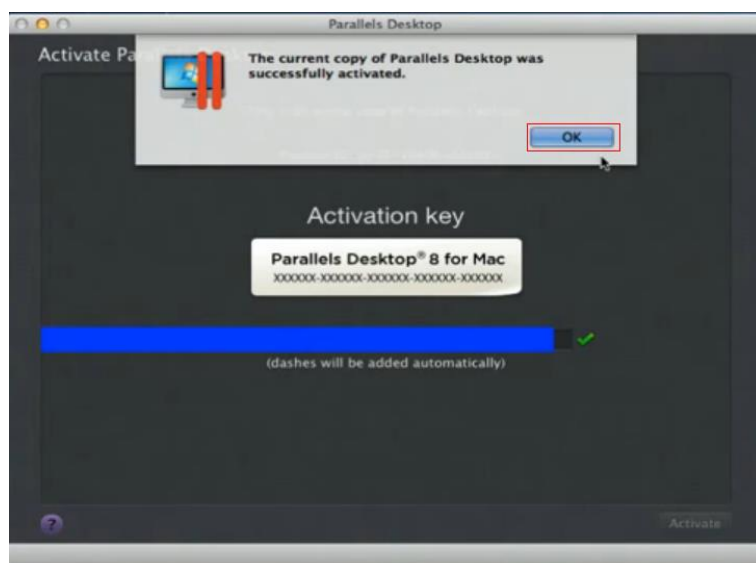 Parallels Desktop
Activate Pa
The current copy of Parallels Desktop was
successfully activated.
OK
Activation key
Parallels Desktop® 8 for Mac
XXXXXX-XXXXXX-XXXXXX-XXXXXX-XXXXXX
(dashes will be added automatically)
?
Activate